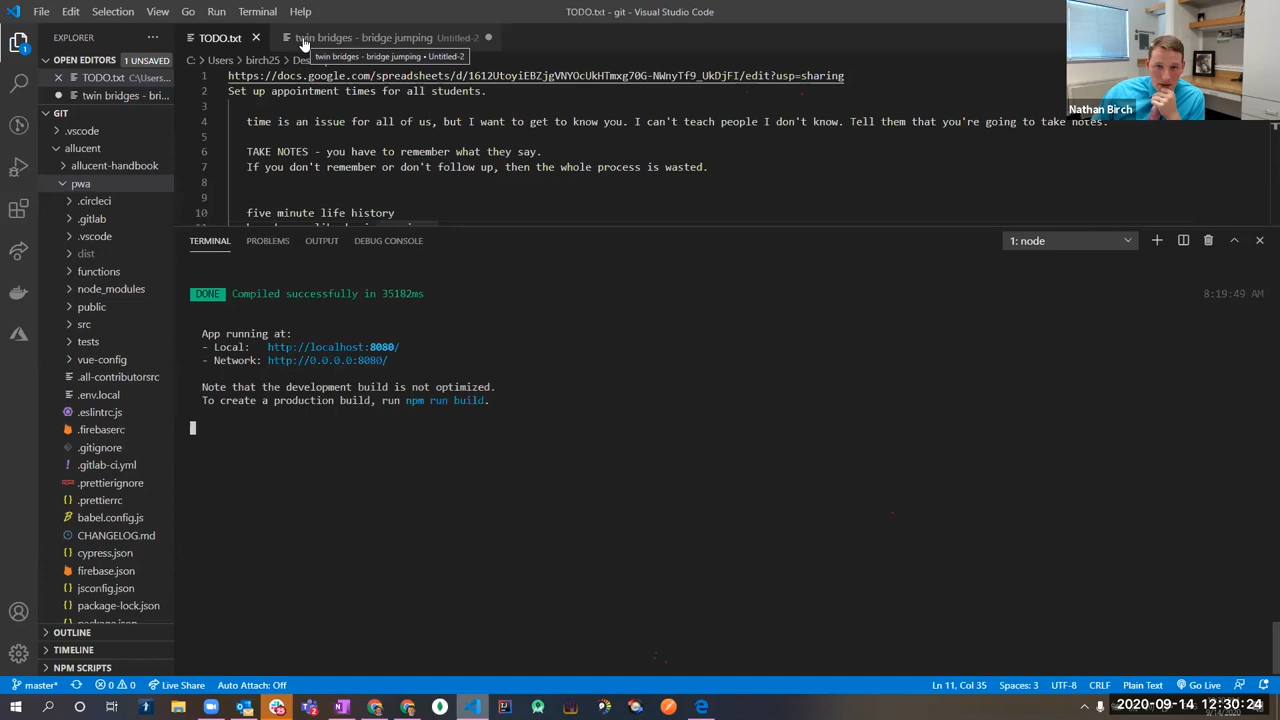 File Edit Selection View Go Run Terminal Help
TODO.txt - git - Visual Studio Code
EXPLORER
TODO.txt
twin bridges - bridge jumping Untitled-2
twin bridges - bridge jumping • Untitled-2
OPEN EDITORS 1 UNSAVED
TODO.txt C:\Users...
twin bridges - bri...
GIT
.vscode
allucent
allucent-handbook
pwa
.circleci
.gitlab
.vscode
dist
functions
node_modules
public
src
tests
vue-config
.all-contributorsrc
.env.local
.eslintrc.js
.firebaserc
.gitignore
.gitlab-ci.yml
.prettierignore
.prettierrc
babel.config.js
CHANGELOG.md
cypress.json
firebase.json
jsconfig.json
package-lock.json
OUTLINE
TIMELINE
NPM SCRIPTS
C: > Users > birch25 >
1 https://docs.google.com/spreadsheets/d/1612UtoyiEBZjgVNYOcUkHTmxg70G-NWnyTf9_UkDjFI/edit?usp=sharing
2 Set up appointment times for all students.
3
4 time is an issue for all of us, but I want to get to know you. I can't teach people I don't know. Tell them that you're going to take notes.
5
6 TAKE NOTES - you have to remember what they say.
7 If you don't remember or don't follow up, then the whole process is wasted.
8
9
10 five minute life history
Nathan Birch
TERMINAL PROBLEMS OUTPUT DEBUG CONSOLE
1: node
DONE Compiled successfully in 35182ms
8:19:49 AM
App running at:
- Local: http://localhost:8080/
- Network: http://0.0.0.0:8080/
Note that the development build is not optimized.
To create a production build, run npm run build.
master* 0 0 Live Share Auto Attach: Off
Ln 11, Col 35 Spaces: 3 UTF-8 CRLF Plain Text Go Live
2020-09-14 12:30:24